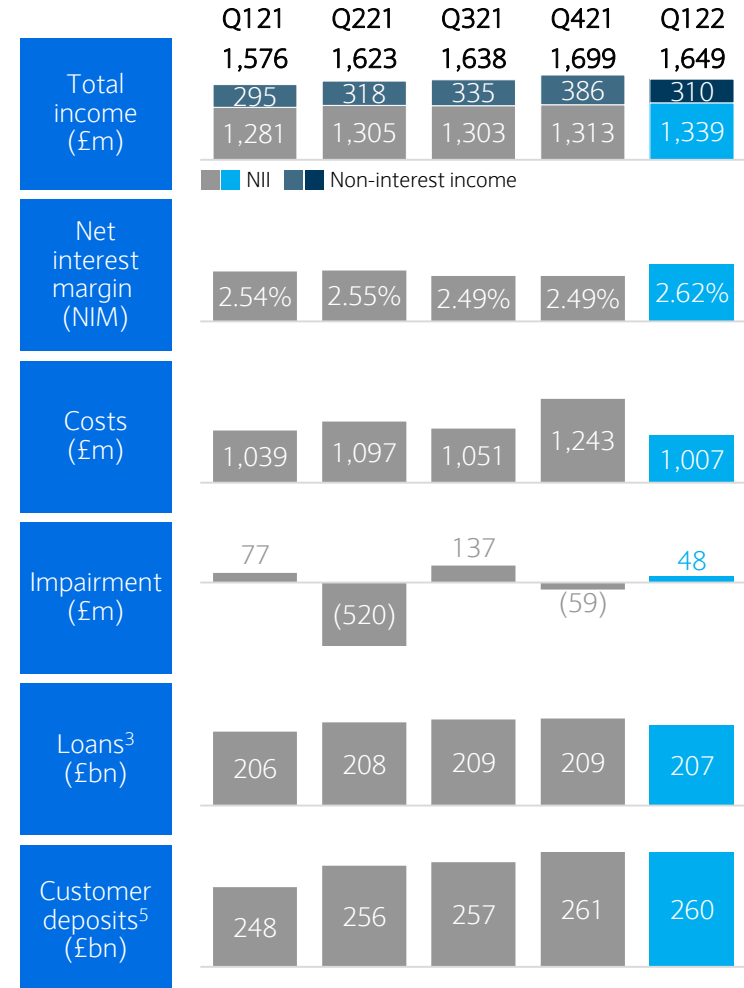 Q121 Q221 Q321 Q421 Q122
1,576 1,623 1,638 1,699 1,649
Total
income
(£m)
295 318 335 386 310
1,281 1,305 1,303 1,313 1,339
NII Non-interest income
Net
interest
margin
(NIM)
2.54% 2.55% 2.49% 2.49% 2.62%
Costs
(£m)
1,039 1,097 1,051 1,243 1,007
Impairment
(£m)
77 (520) 137 (59) 48
Loans³
(£bn)
206 208 209 209 207
Customer
deposits⁵
(£bn)
248 256 257 261 260